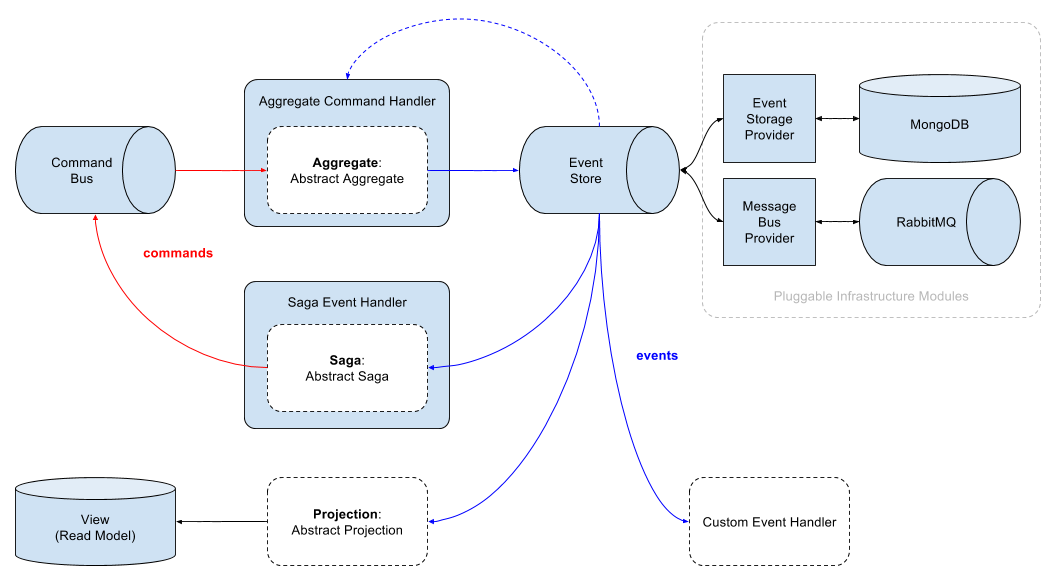 Aggregate Command Handler
Command
Bus
Aggregate:
Abstract Aggregate
Event
Store
Event
Storage
Provider
MongoDB
Message
Bus
Provider
RabbitMQ
Pluggable Infrastructure Modules
commands
Saga Event Handler
Saga:
Abstract Saga
events
View
(Read Model)
Projection:
Abstract Projection
Custom Event Handler